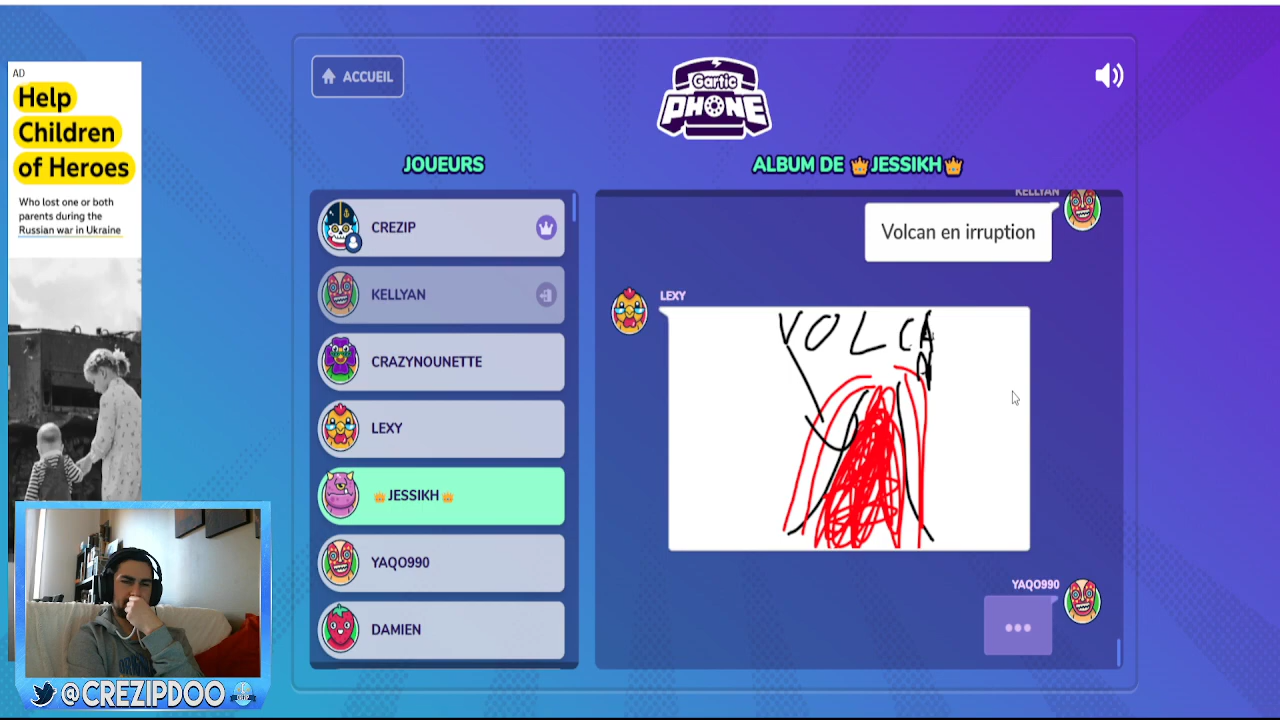 AD
Help
Children
of Heroes
Who lost one or both
parents during the
Russian war in Ukraine
ACCUEIL
Gartic
PHONE
JOUEURS
CREZIP
KELLYAN
CRAZYNOUNETTE
LEXY
JESSIKH
YAQO990
DAMIEN
ALBUM DE JESSIKH
KELLYAN
Volcan en irruption
LEXY
VOLCA
N
YAQO990
...
@CREZIPDOO